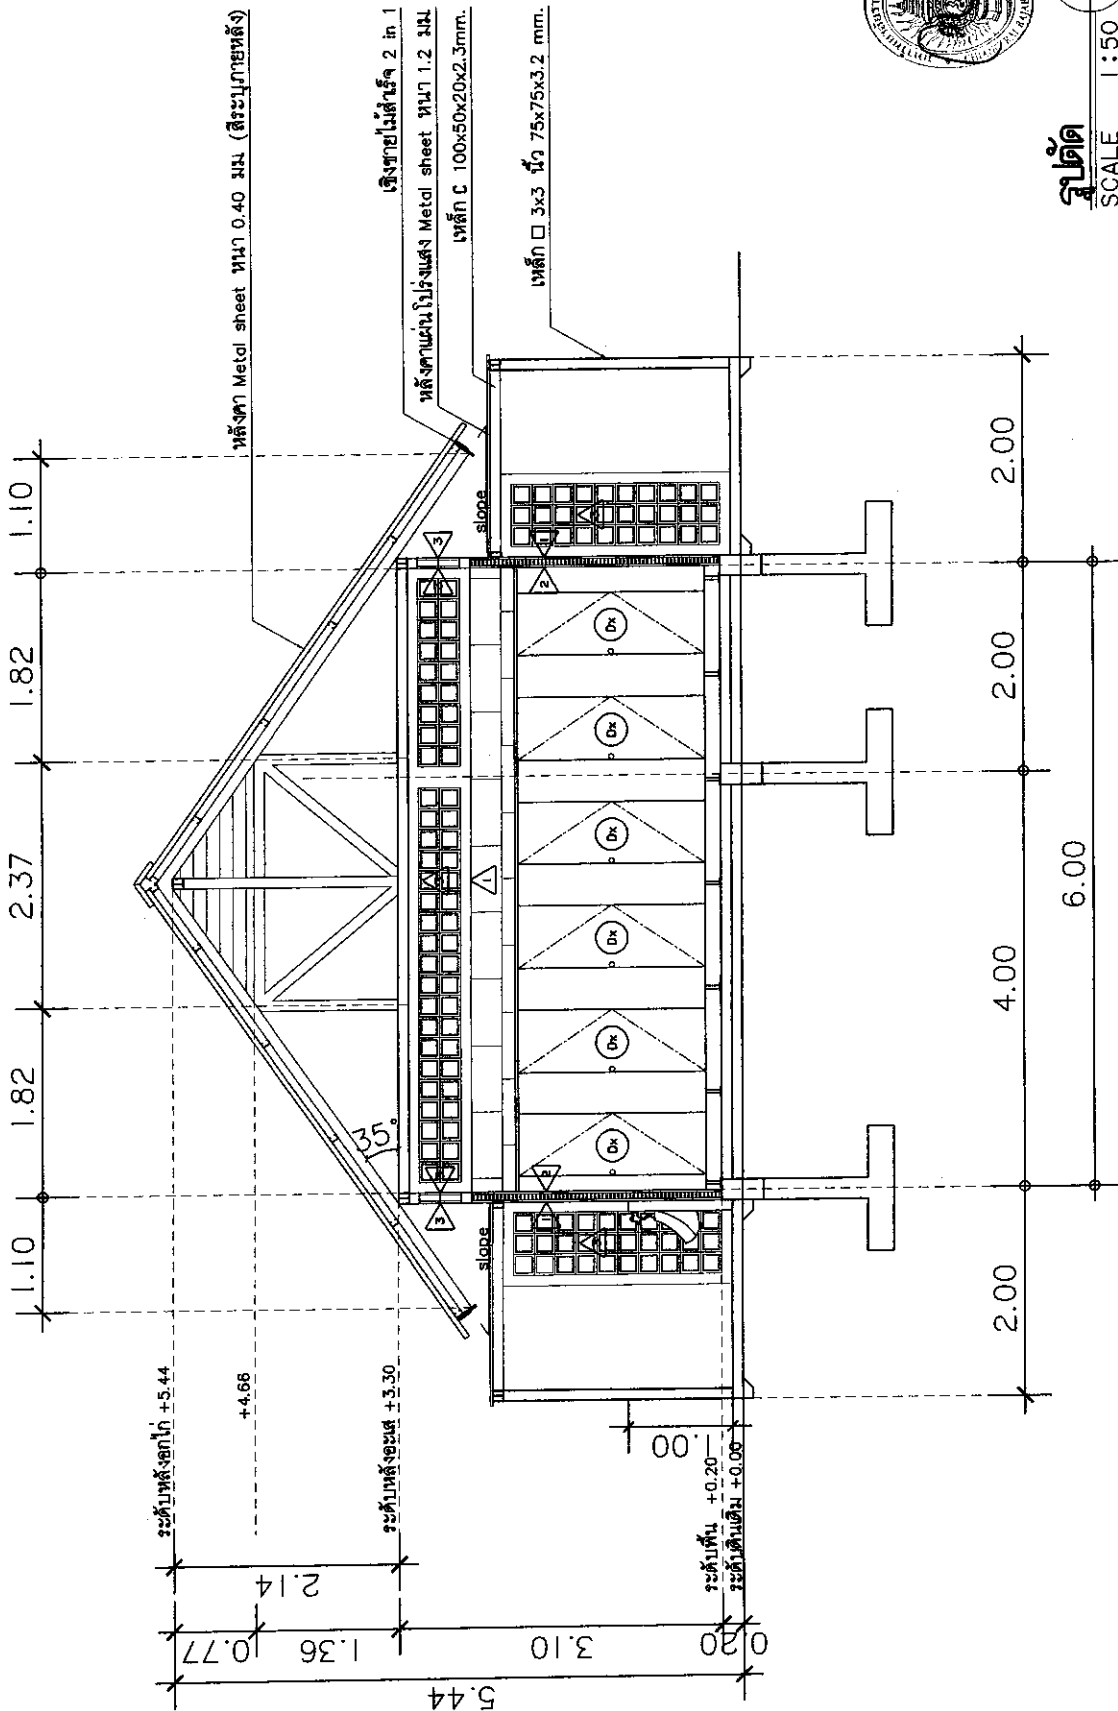 1.10
1.82
2.37
1.82
1.10
หลังคา Metal sheet หนา 0.40 มม (สีระบุภายหลัง)
เชิงชายไม้สำเร็จ 2 in 1
หลังคาแผ่นโปร่งแสง Metal sheet หนา 1.2 มม
เหล็ก C 100x50x20x2.3mm.
เหล็ก □ 3x3 นิ้ว 75x75x3.2 mm.
ระดับหลังอกไก่ +5.44
+4.66
ระดับหลังอะเส +3.30
ระดับพื้น +0.20
ระดับดินเดิม +0.00
35°
slope
slope
3
3
1
2
1
1
2
3
3
Dx
Dx
Dx
Dx
Dx
Dx
5.44
0.77
1.36
3.10
0.20
2.14
1.00
2.00
4.00
2.00
2.00
6.00
รูปตัด
SCALE 1:50